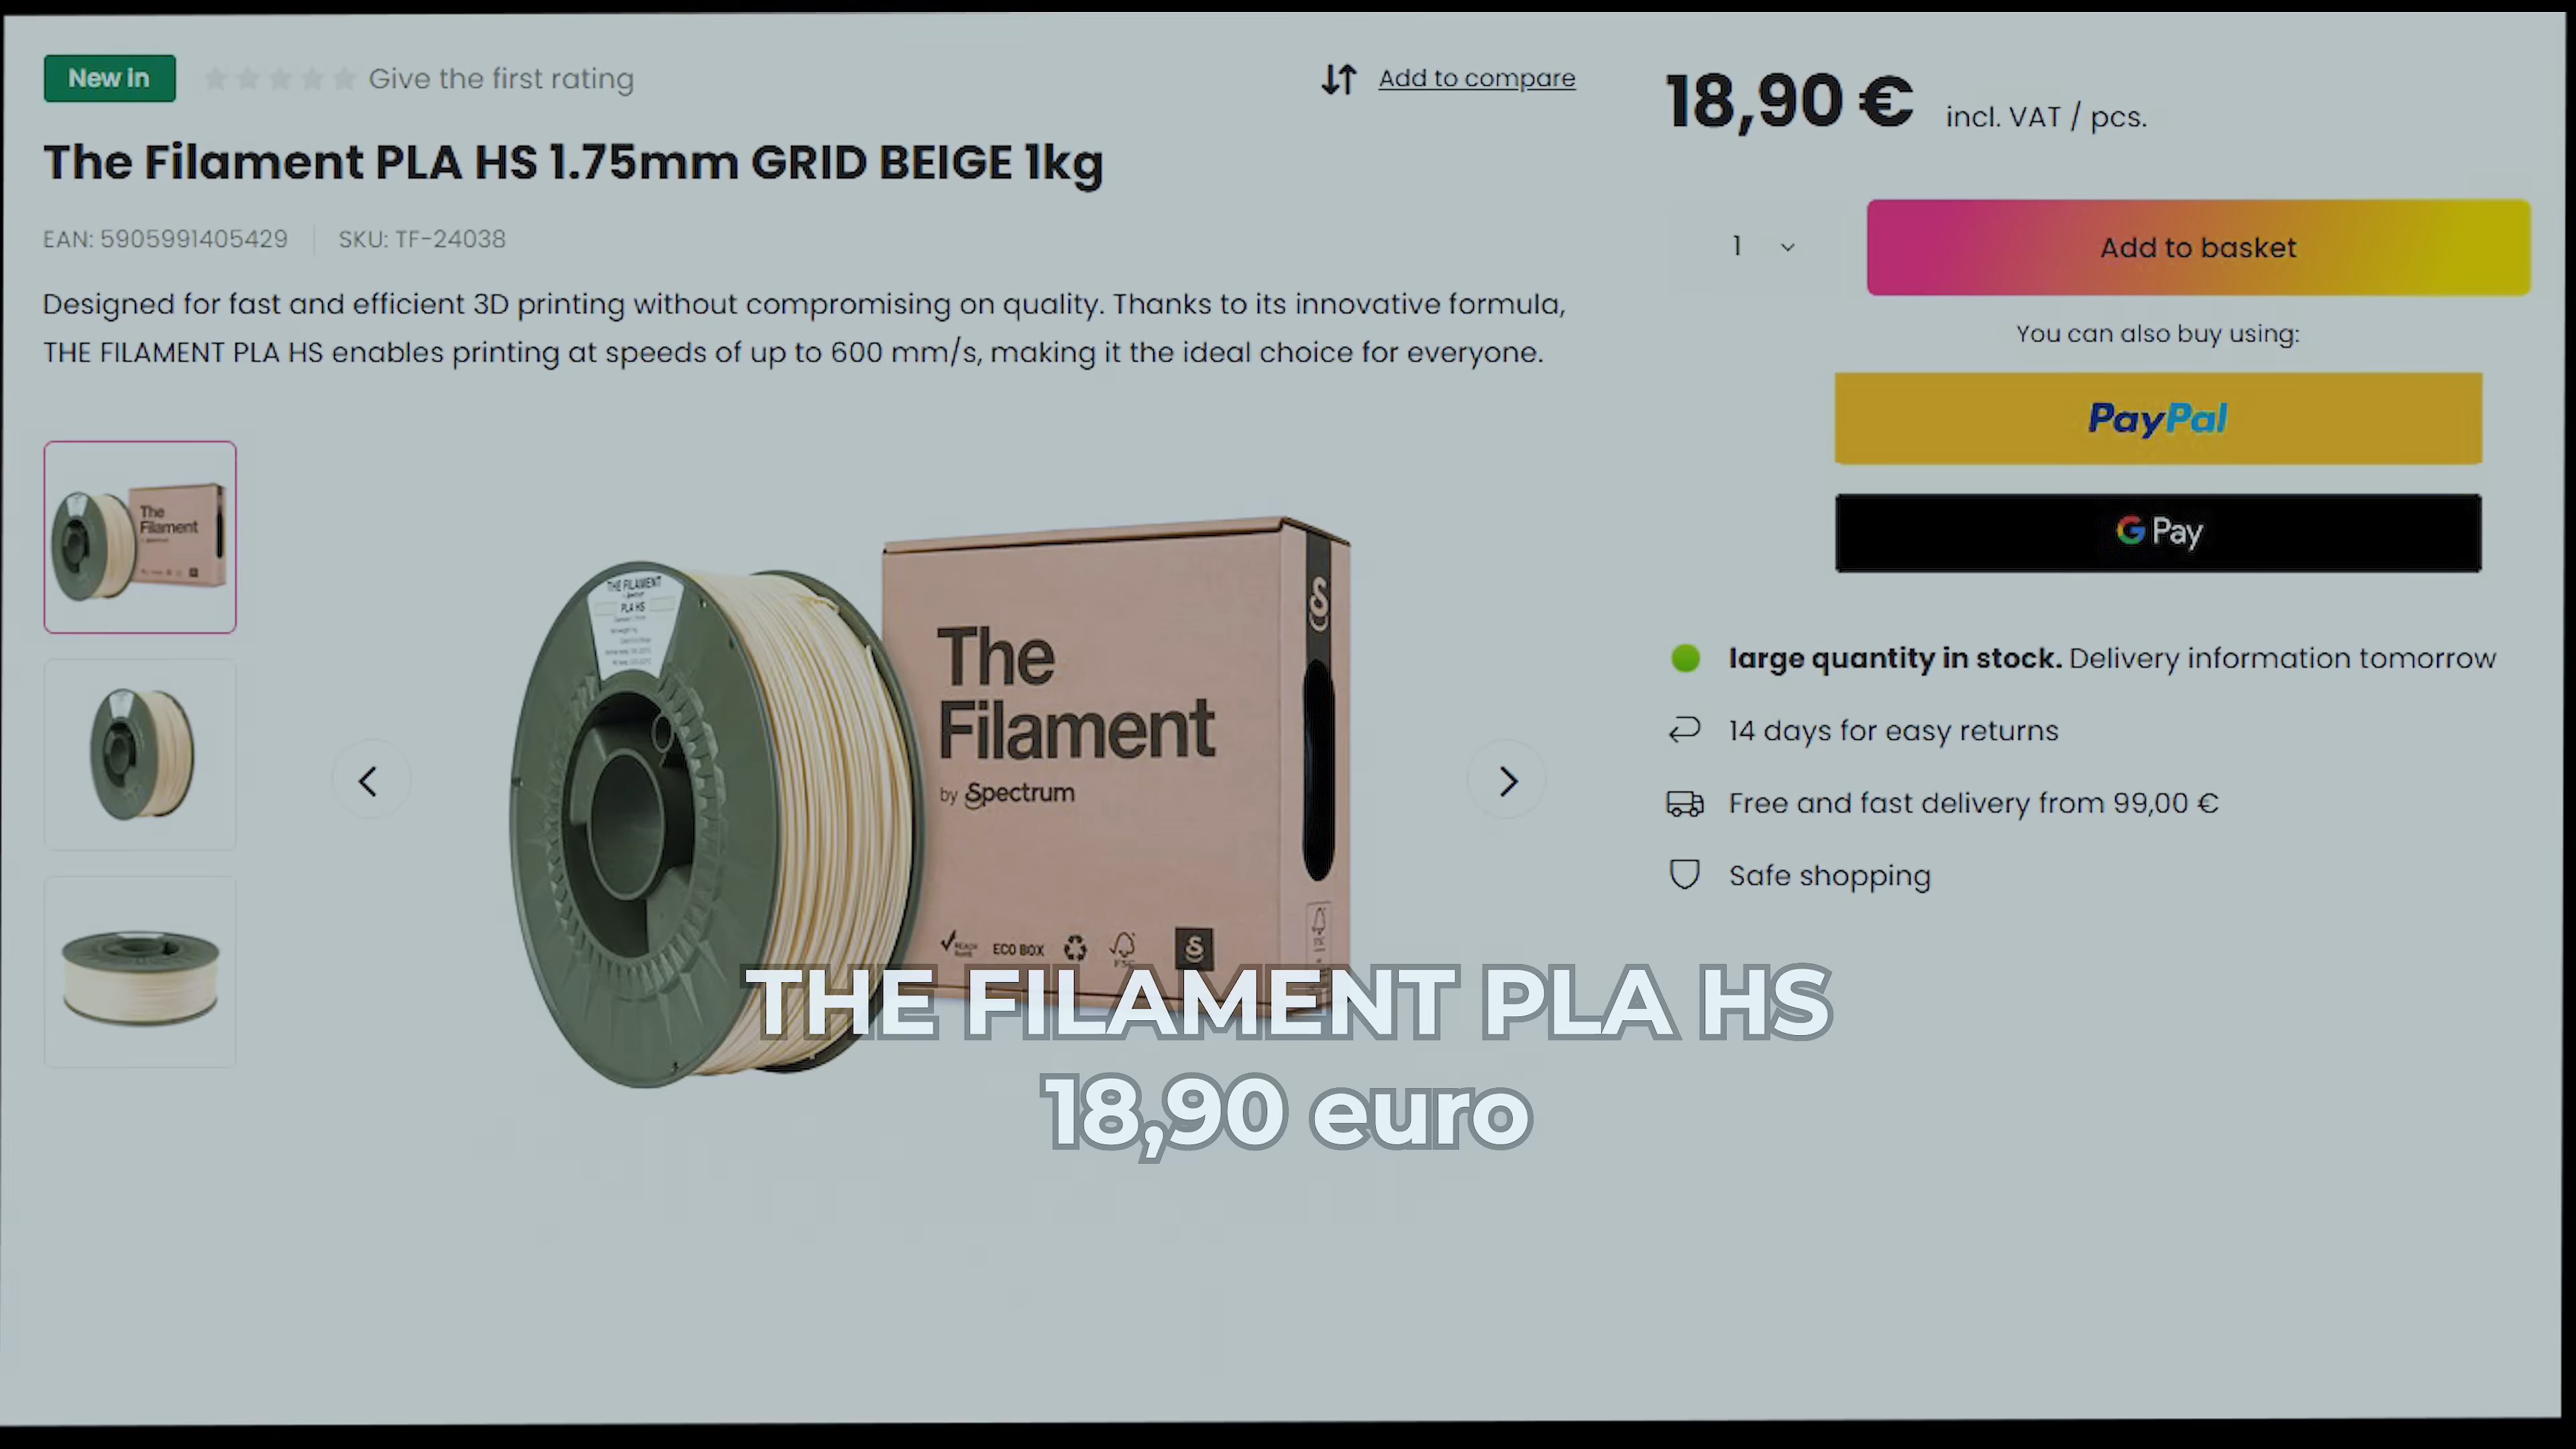 New in
Give the first rating
Add to compare
The Filament PLA HS 1.75mm GRID BEIGE 1kg
EAN: 5905991405429
SKU: TF-24038
Designed for fast and efficient 3D printing without compromising on quality. Thanks to its innovative formula,
THE FILAMENT PLA HS enables printing at speeds of up to 600 mm/s, making it the ideal choice for everyone.
The
Filament
THE FILAMENT
PLA HS
The
Filament
by Spectrum
ECO BOX
FSC
18,90 €
incl. VAT / pcs.
1
Add to basket
You can also buy using:
PayPal
G Pay
large quantity in stock. Delivery information tomorrow
14 days for easy returns
Free and fast delivery from 99,00 €
Safe shopping
THE FILAMENT PLA HS
18,90 euro